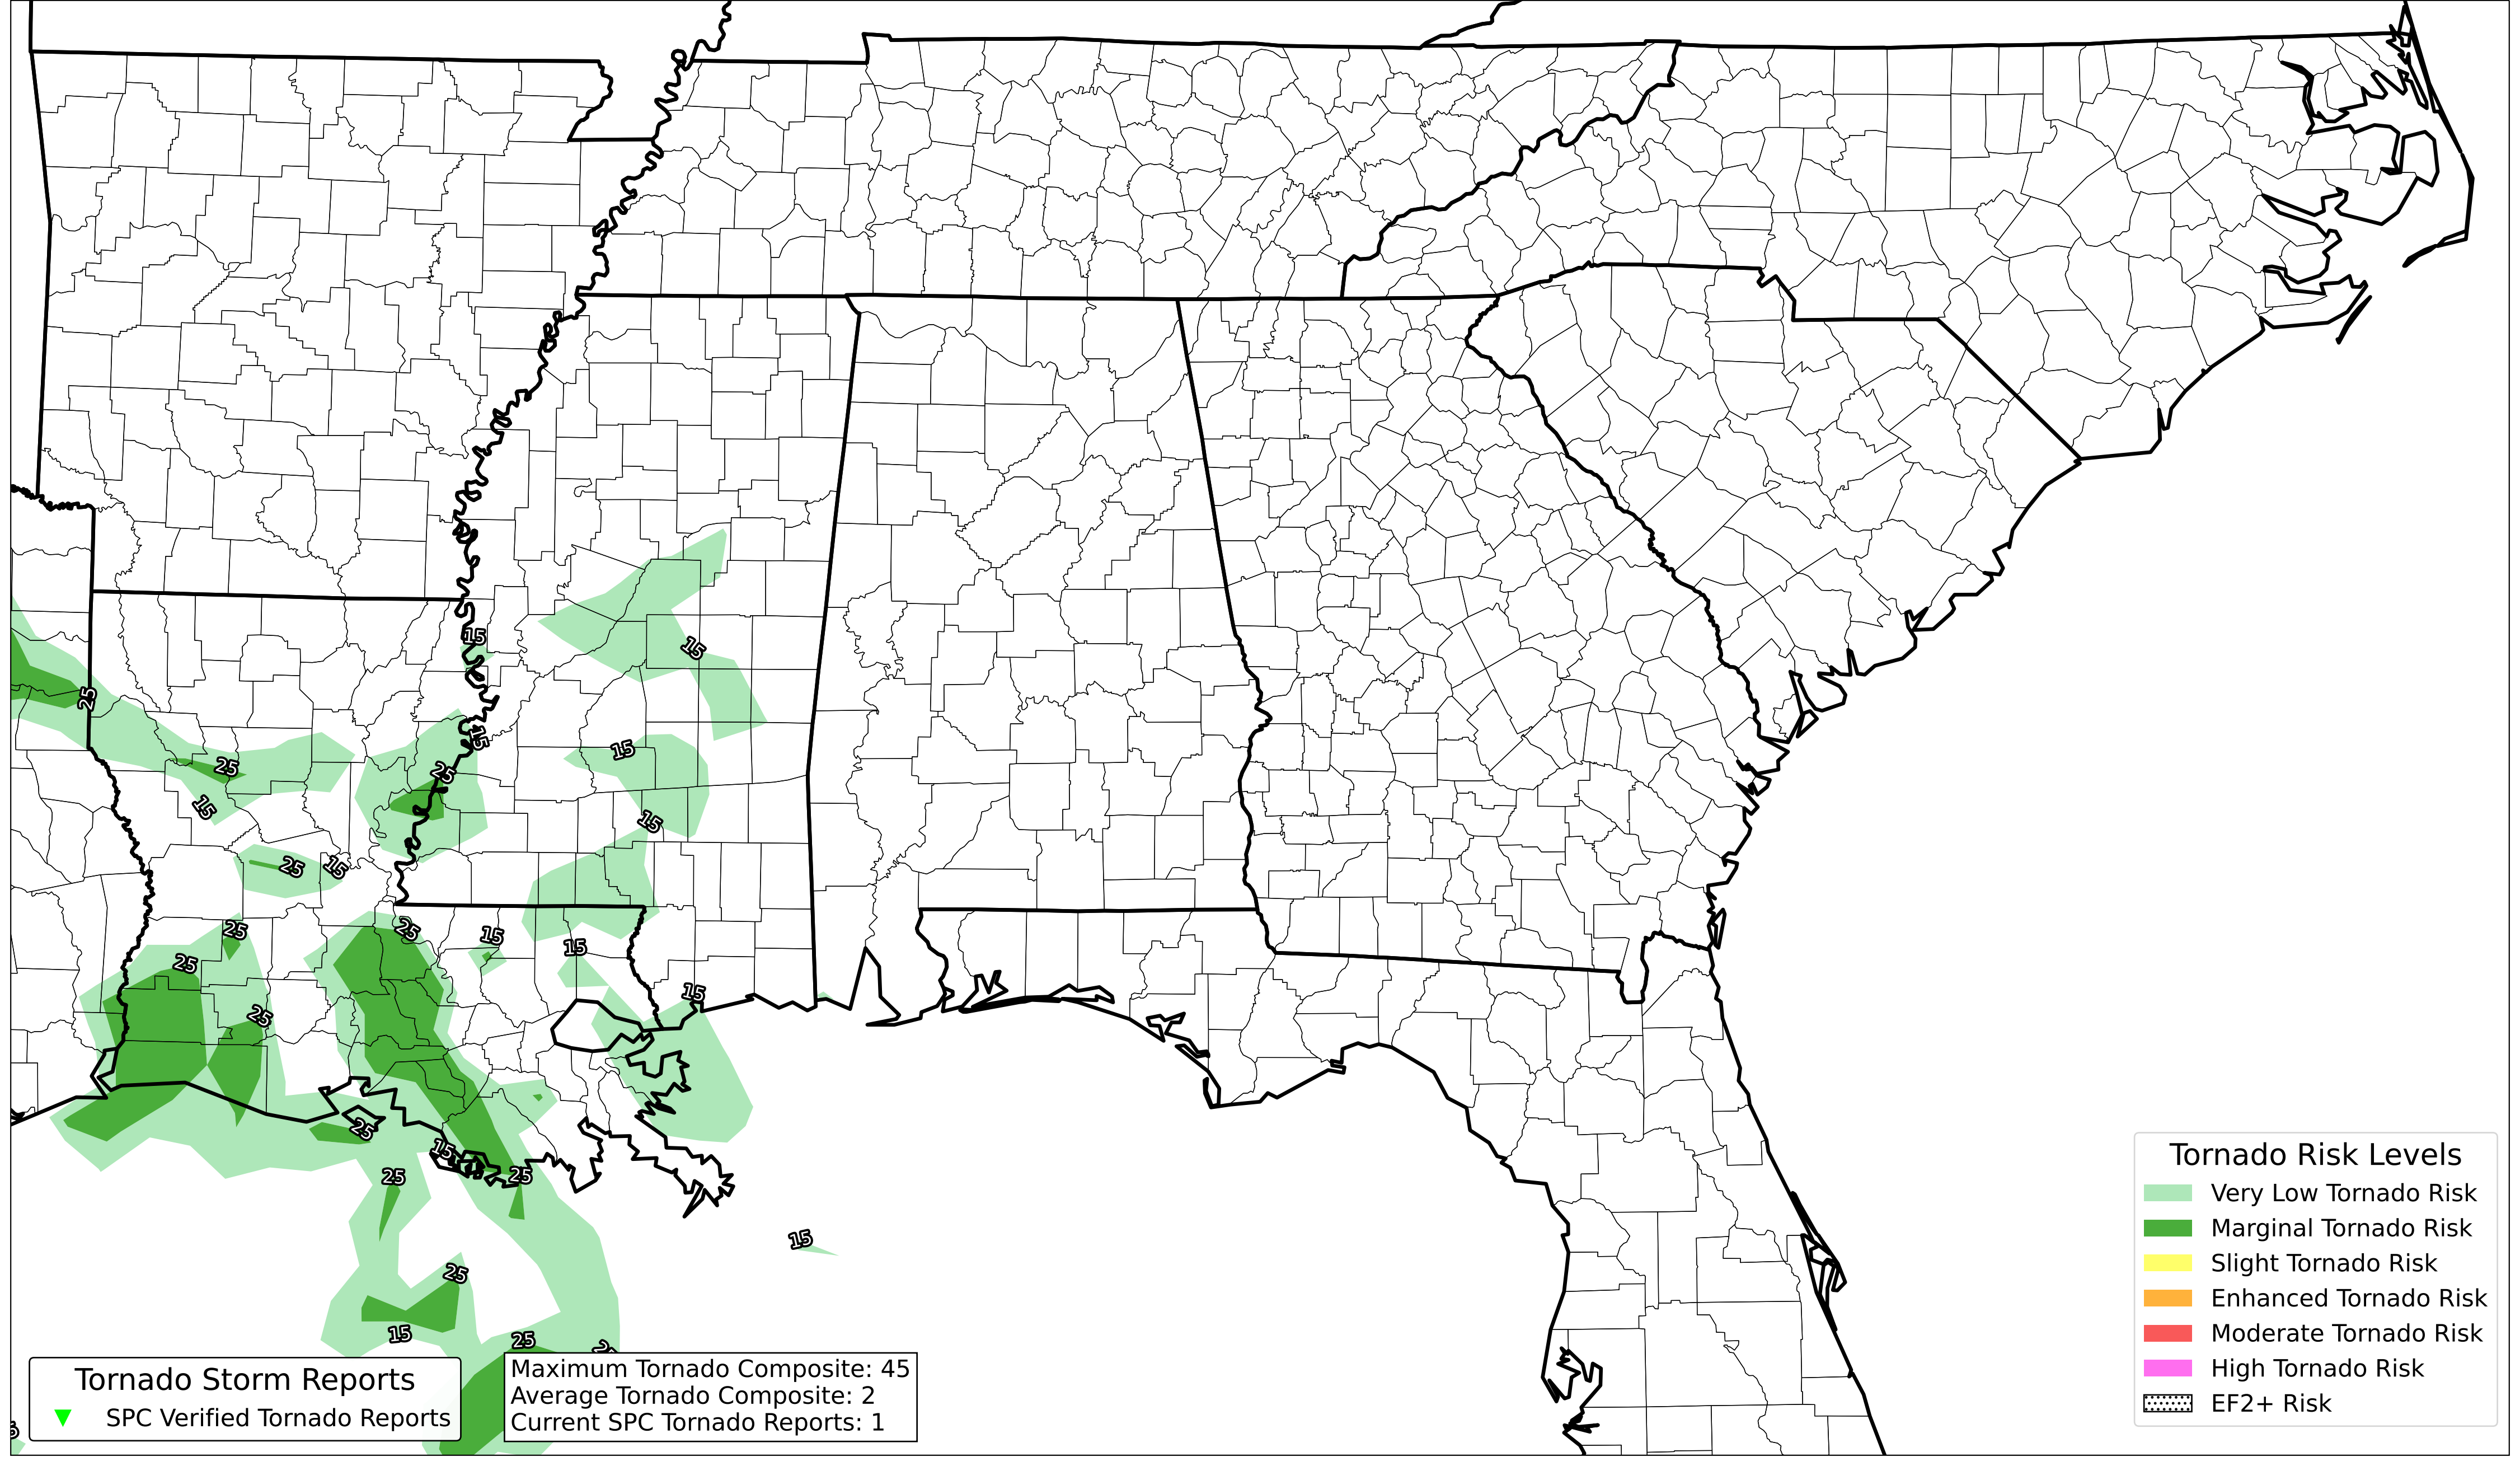 15
15
25
15
15
25
25
15
15
25
15
25
25
15
15
25
15
25
25
15
25
25
15
25
15
25
15
Tornado Storm Reports
SPC Verified Tornado Reports
Maximum Tornado Composite: 45
Average Tornado Composite: 2
Current SPC Tornado Reports: 1
Tornado Risk Levels
Very Low Tornado Risk
Marginal Tornado Risk
Slight Tornado Risk
Enhanced Tornado Risk
Moderate Tornado Risk
High Tornado Risk
EF2+ Risk